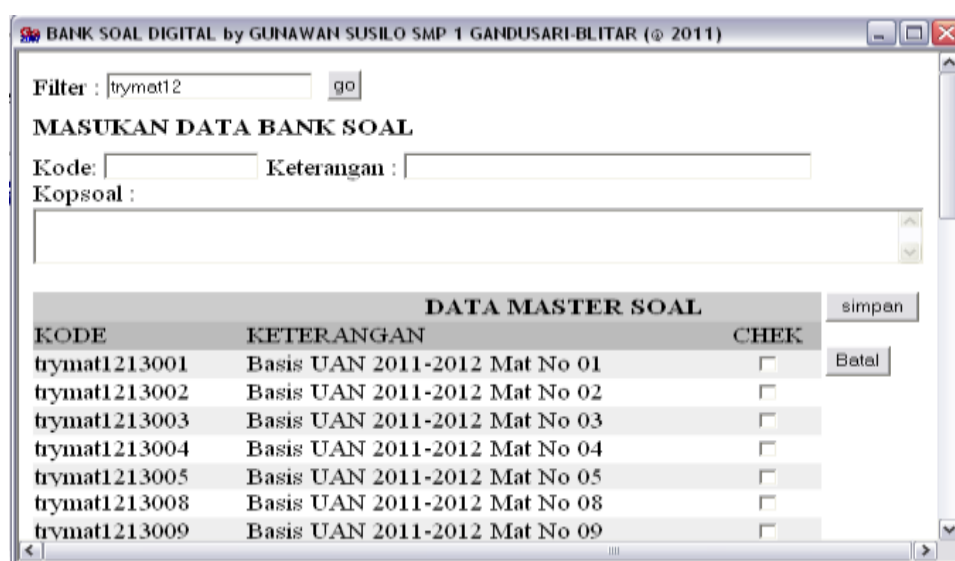 BANK SOAL DIGITAL by GUNAWAN SUSILO SMP 1 GANDUSARI-BLITAR (@ 2011)
Filter : trymat12 go
MASUKAN DATA BANK SOAL
Kode: Keterangan :
Kopsoal :
DATA MASTER SOAL simpan
KODE KETERANGAN CHEK
trymat1213001 Basis UAN 2011-2012 Mat No 01 Batal
trymat1213002 Basis UAN 2011-2012 Mat No 02
trymat1213003 Basis UAN 2011-2012 Mat No 03
trymat1213004 Basis UAN 2011-2012 Mat No 04
trymat1213005 Basis UAN 2011-2012 Mat No 05
trymat1213008 Basis UAN 2011-2012 Mat No 08
trymat1213009 Basis UAN 2011-2012 Mat No 09